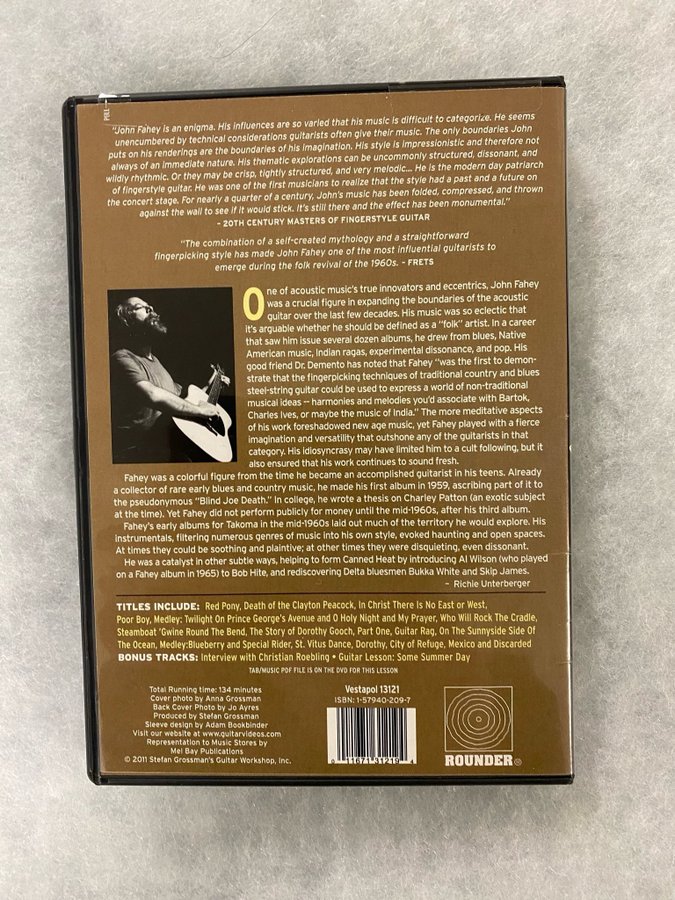 PEEL
"John Fahey is an enigma. His influences are so varied that his music is difficult to categorize. He seems
unencumbered by technical considerations guitarists often give their music. The only boundaries John
puts on his renderings are the boundaries of his imagination. His style is impressionistic and therefore not
always of an immediate nature. His thematic explorations can be uncommonly structured, dissonant, and
wildly rhythmic. Or they may be crisp, tightly structured, and very melodic... He is the modern day patriarch
of fingerstyle guitar. He was one of the first musicians to realize that the style had a past and a future on
the concert stage. For nearly a quarter of a century, John's music has been folded, compressed, and thrown
against the wall to see if it would stick. It's still there and the effect has been monumental."
– 20TH CENTURY MASTERS OF FINGERSTYLE GUITAR
"The combination of a self-created mythology and a straightforward
fingerpicking style has made John Fahey one of the most influential guitarists to
emerge during the folk revival of the 1960s. – FRETS
One of acoustic music's true innovators and eccentrics, John Fahey
was a crucial figure in expanding the boundaries of the acoustic
guitar over the last few decades. His music was so eclectic that
it's arguable whether he should be defined as a "folk" artist. In a career
that saw him issue several dozen albums, he drew from blues, Native
American music, Indian ragas, experimental dissonance, and pop. His
good friend Dr. Demento has noted that Fahey "was the first to demon-
strate that the fingerpicking techniques of traditional country and blues
steel-string guitar could be used to express a world of non-traditional
musical ideas -- harmonies and melodies you'd associate with Bartok,
Charles Ives, or maybe the music of India." The more meditative aspects
of his work foreshadowed new age music, yet Fahey played with a fierce
imagination and versatility that outshone any of the guitarists in that
category. His idiosyncrasy may have limited him to a cult following, but it
also ensured that his work continues to sound fresh.
Fahey was a colorful figure from the time he became an accomplished guitarist in his teens. Already
a collector of rare early blues and country music, he made his first album in 1959, ascribing part of it to
the pseudonymous "Blind Joe Death." In college, he wrote a thesis on Charley Patton (an exotic subject
at the time). Yet Fahey did not perform publicly for money until the mid-1960s, after his third album.
Fahey's early albums for Takoma in the mid-1960s laid out much of the territory he would explore. His
instrumentals, filtering numerous genres of music into his own style, evoked haunting and open spaces.
At times they could be soothing and plaintive; at other times they were disquieting, even dissonant.
He was a catalyst in other subtle ways, helping to form Canned Heat by introducing Al Wilson (who played
on a Fahey album in 1965) to Bob Hite, and rediscovering Delta bluesmen Bukka White and Skip James.
– Richie Unterberger
TITLES INCLUDE: Red Pony, Death of the Clayton Peacock, In Christ There Is No East or West,
Poor Boy, Medley: Twilight On Prince George's Avenue and O Holy Night and My Prayer, Who Will Rock The Cradle,
Steamboat 'Gwine Round The Bend, The Story of Dorothy Gooch, Part One, Guitar Rag, On The Sunnyside Side Of
The Ocean, Medley:Blueberry and Special Rider, St. Vitus Dance, Dorothy, City of Refuge, Mexico and Discarded
BONUS TRACKS: Interview with Christian Roebling • Guitar Lesson: Some Summer Day
TAB/MUSIC PDF FILE IS ON THE DVD FOR THIS LESSON
Total Running time: 134 minutes
Cover photo by Anna Grossman
Back Cover Photo by Jo Ayres
Produced by Stefan Grossman
Sleeve design by Adam Bookbinder
Visit our website at www.guitarvideos.com
Representation to Music Stores by
Mel Bay Publications
© 2011 Stefan Grossman's Guitar Workshop, Inc.
Vestapol 13121
ISBN: 1-57940-209-7
0 11671 31219 4
ROUNDER®